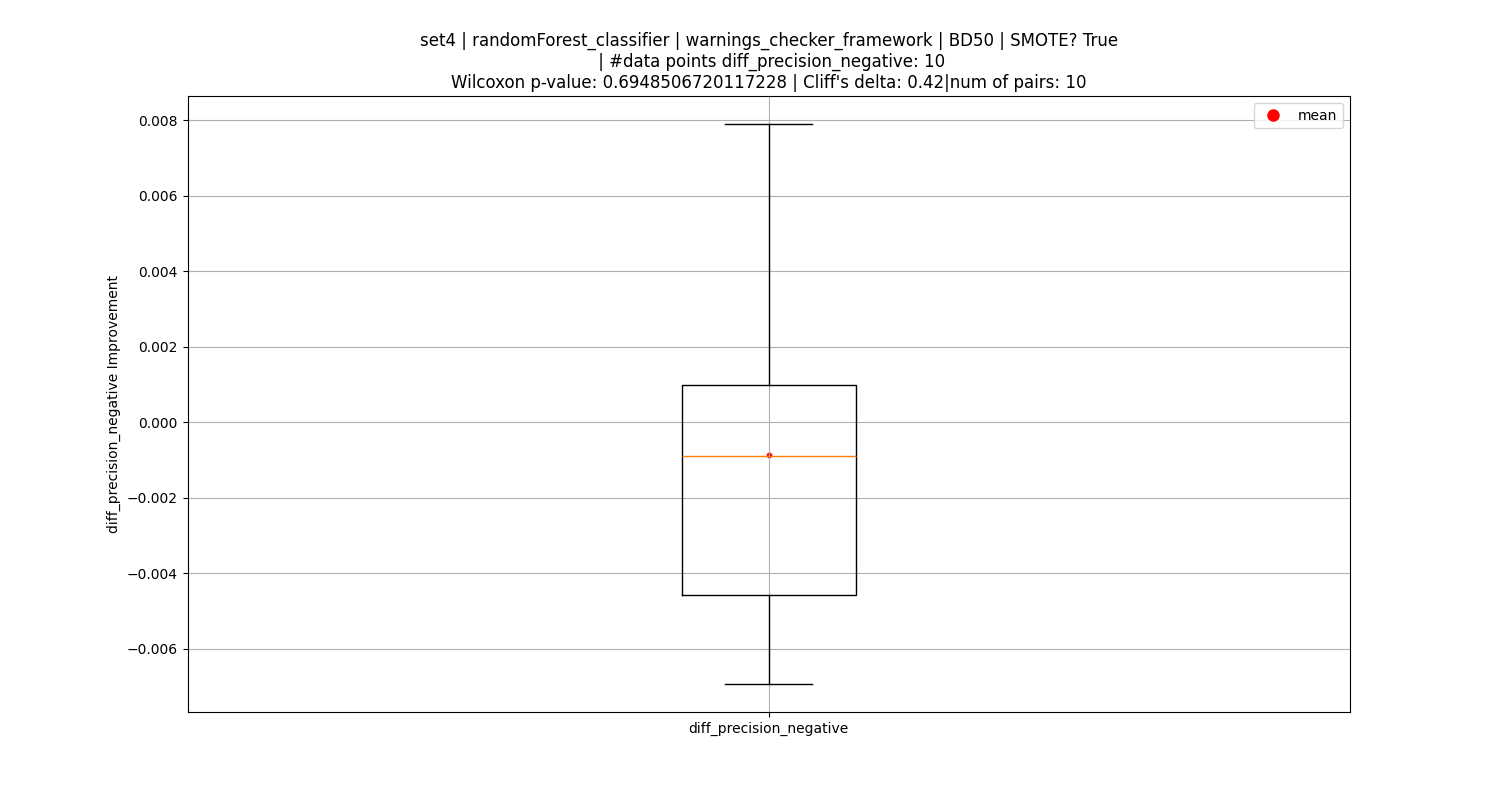 set4 | randomForest_classifier | warnings_checker_framework | BD50 | SMOTE? True
| #data points diff_precision_negative: 10
Wilcoxon p-value: 0.6948506720117228 | Cliff's delta: 0.42|num of pairs: 10
mean
0.008
0.006
0.004
0.002
0.000
−0.002
−0.004
−0.006
diff_precision_negative Improvement
diff_precision_negative